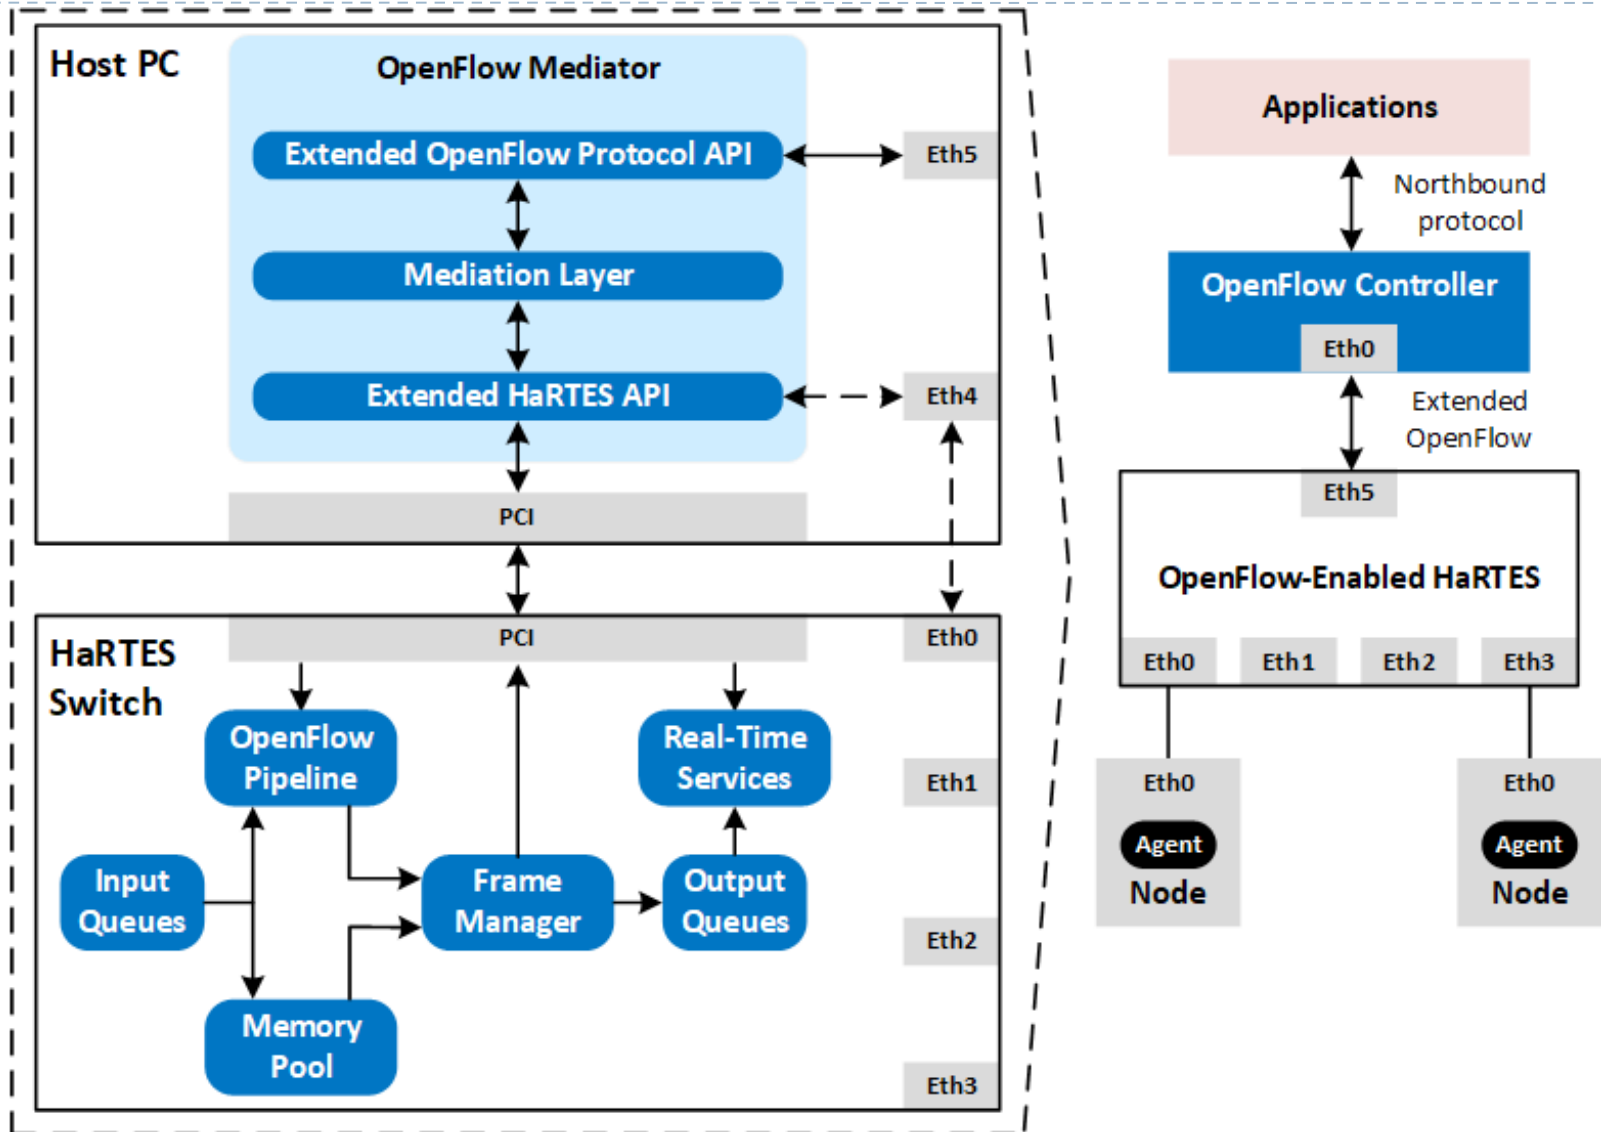 Host PC
OpenFlow Mediator
Extended OpenFlow Protocol API
Eth5
Mediation Layer
Extended HaRTES API
Eth4
PCI
HaRTES
Switch
PCI
Eth0
OpenFlow
Pipeline
Real-Time
Services
Eth1
Input
Queues
Frame
Manager
Output
Queues
Eth2
Memory
Pool
Eth3
Applications
Northbound
protocol
OpenFlow Controller
Eth0
Extended
OpenFlow
Eth5
OpenFlow-Enabled HaRTES
Eth0
Eth1
Eth2
Eth3
Eth0
Agent
Node
Eth0
Agent
Node